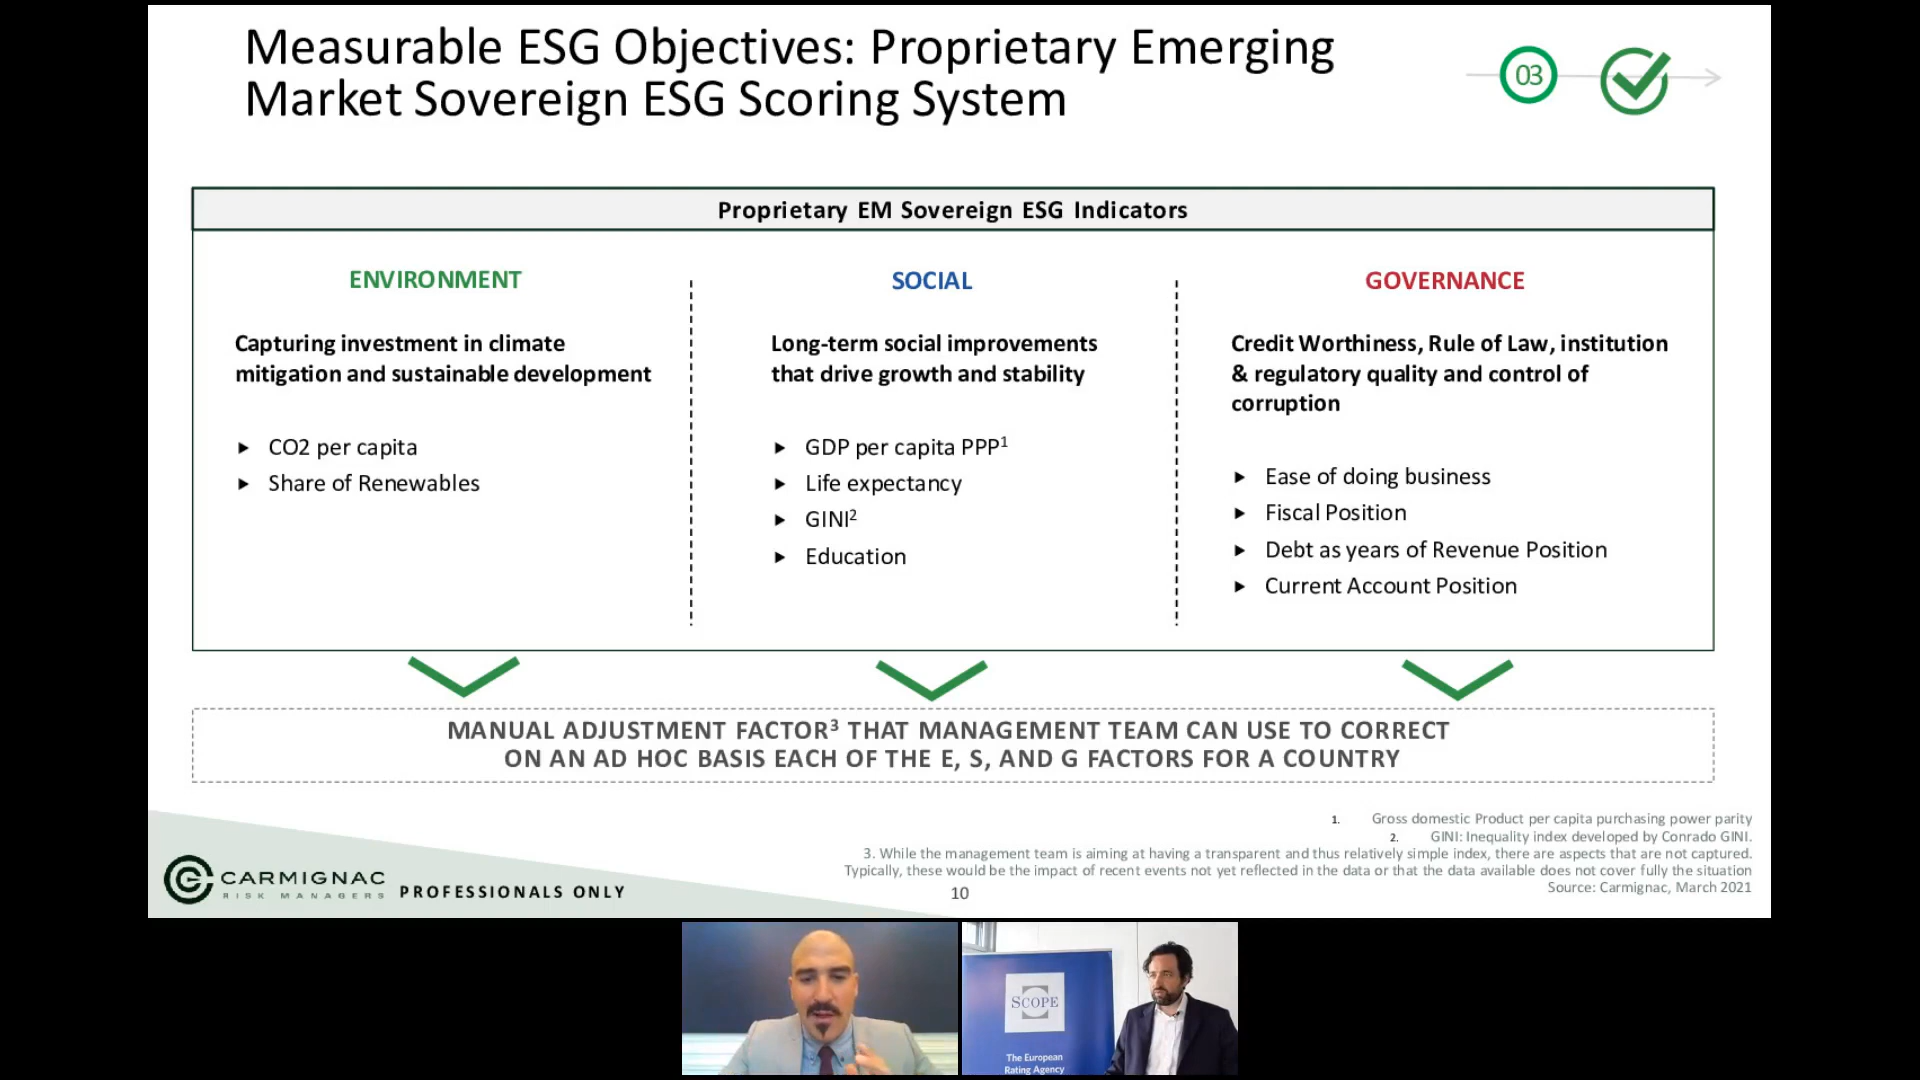 Measurable ESG Objectives: Proprietary Emerging
Market Sovereign ESG Scoring System
03
Proprietary EM Sovereign ESG Indicators
ENVIRONMENT
Capturing investment in climate
mitigation and sustainable development
CO2 per capita
Share of Renewables
SOCIAL
Long-term social improvements
that drive growth and stability
GDP per capita PPP¹
Life expectancy
GINI²
Education
GOVERNANCE
Credit Worthiness, Rule of Law, institution
& regulatory quality and control of
corruption
Ease of doing business
Fiscal Position
Debt as years of Revenue Position
Current Account Position
MANUAL ADJUSTMENT FACTOR³ THAT MANAGEMENT TEAM CAN USE TO CORRECT
ON AN AD HOC BASIS EACH OF THE E, S, AND G FACTORS FOR A COUNTRY
1. Gross domestic Product per capita purchasing power parity
2. GINI: Inequality index developed by Conrado GINI.
3. While the management team is aiming at having a transparent and thus relatively simple index, there are aspects that are not captured.
Typically, these would be the impact of recent events not yet reflected in the data or that the data available does not cover fully the situation
Source: Carmignac, March 2021
CARMIGNAC
RISK MANAGERS
PROFESSIONALS ONLY
10
SCOPE
The European
Rating Agency